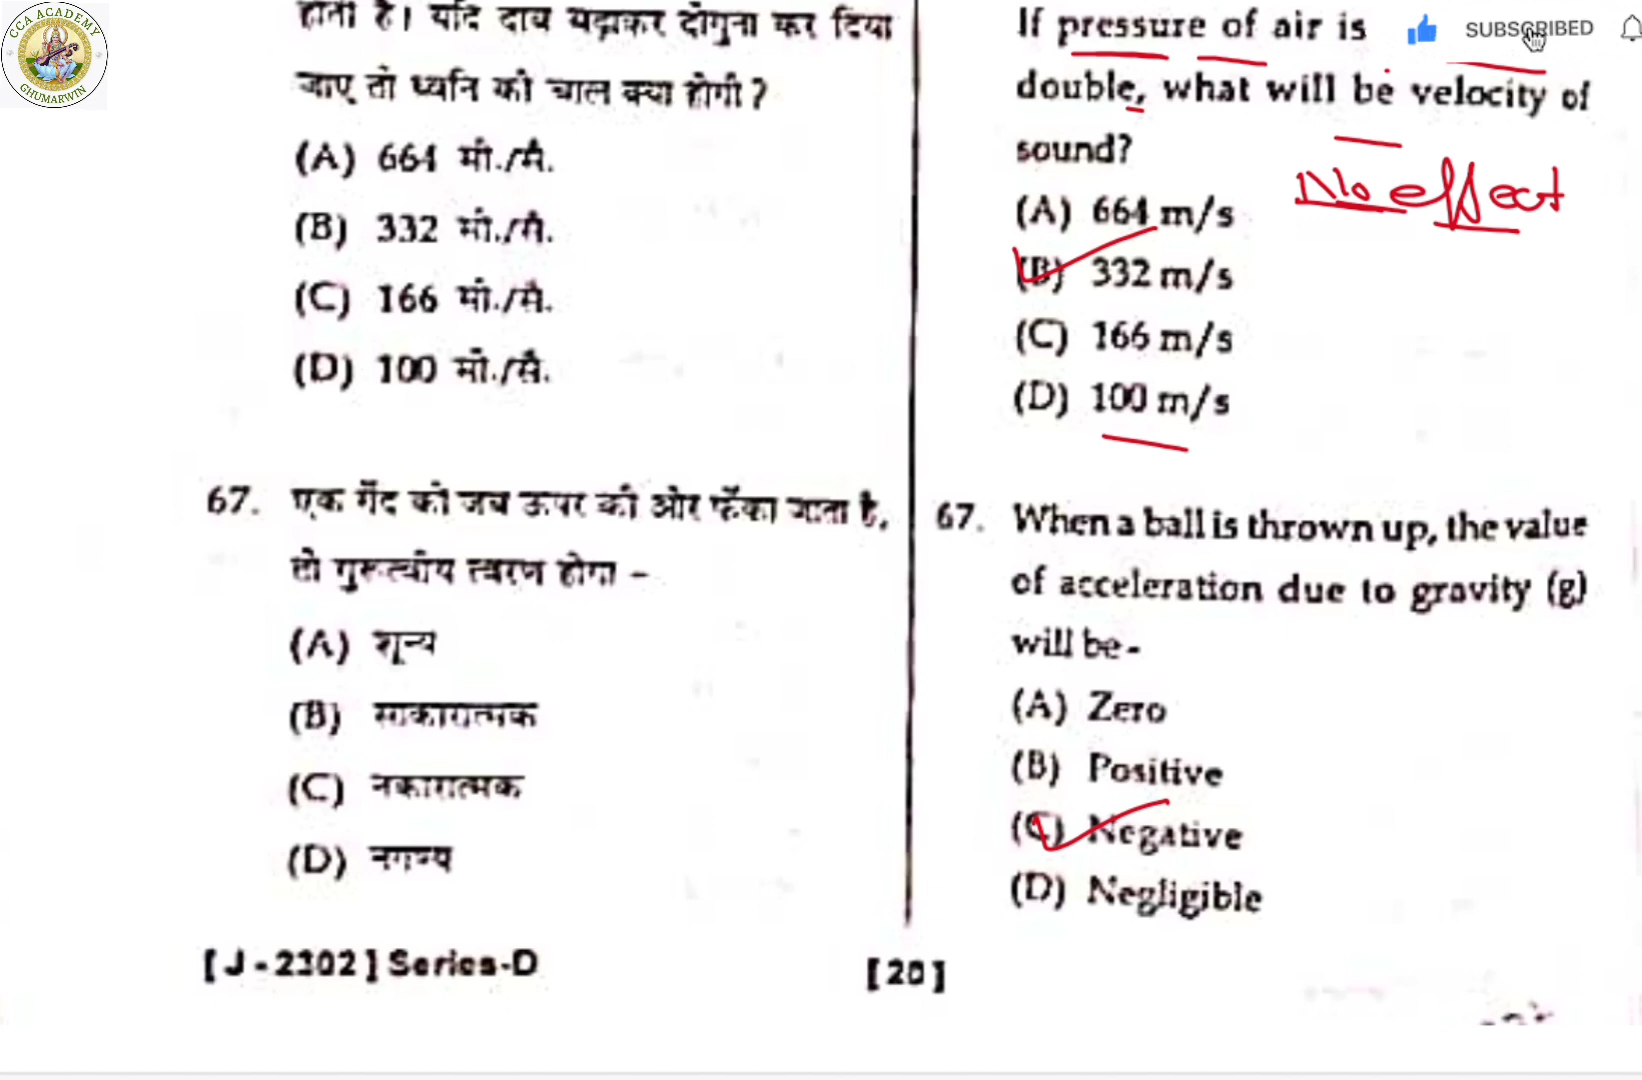 CCA ACADEMY
GHUMARWIN
होता है। यदि दाब बढ़ाकर दोगुना कर दिया
जाए तो ध्वनि की चाल क्या होगी ?
(A) 664 मी./सै.
(B) 332 मी./सै.
(C) 166 मी./सै.
(D) 100 मी./सै.
67. एक गेंद को जब ऊपर की ओर फेंका जाता है,
तो गुरूत्वीय त्वरण होगा -
(A) शून्य
(B) साकारात्मक
(C) नकारात्मक
(D) नगण्य
If pressure of air is
SUBSCRIBED
double, what will be velocity of
sound?
No effect
(A) 664 m/s
(B) 332 m/s
(C) 166 m/s
(D) 100 m/s
67. When a ball is thrown up, the value
of acceleration due to gravity (g)
will be -
(A) Zero
(B) Positive
(C) Negative
(D) Negligible
[ J - 2302 ] Series-D
[ 20 ]